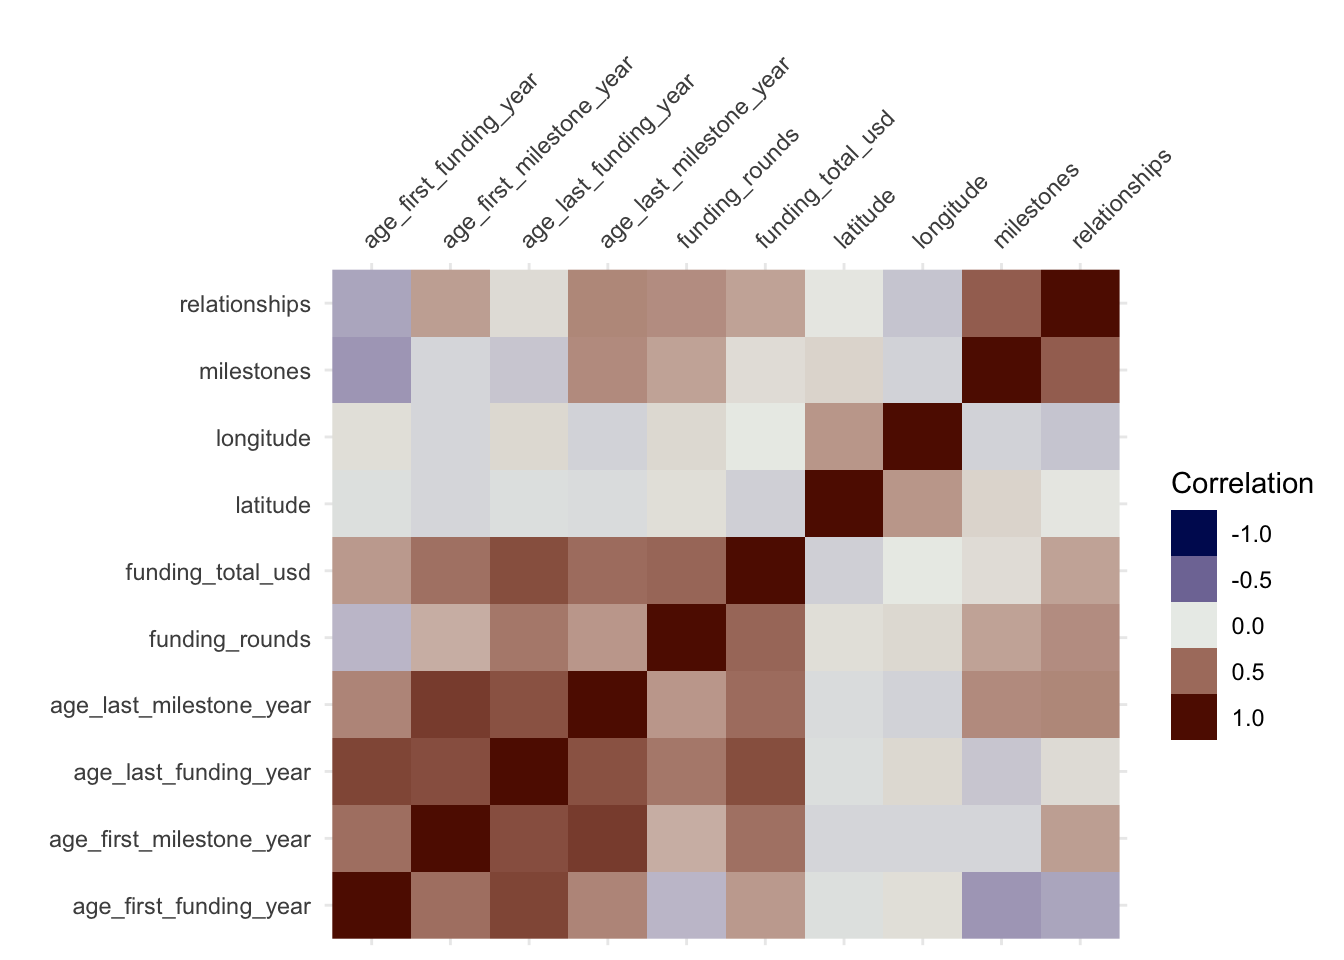 age_first_funding_year
age_first_milestone_year
age_last_funding_year
age_last_milestone_year
funding_rounds
funding_total_usd
latitude
longitude
milestones
relationships
relationships
milestones
longitude
latitude
funding_total_usd
funding_rounds
age_last_milestone_year
age_last_funding_year
age_first_milestone_year
age_first_funding_year
Correlation
-1.0
-0.5
0.0
0.5
1.0